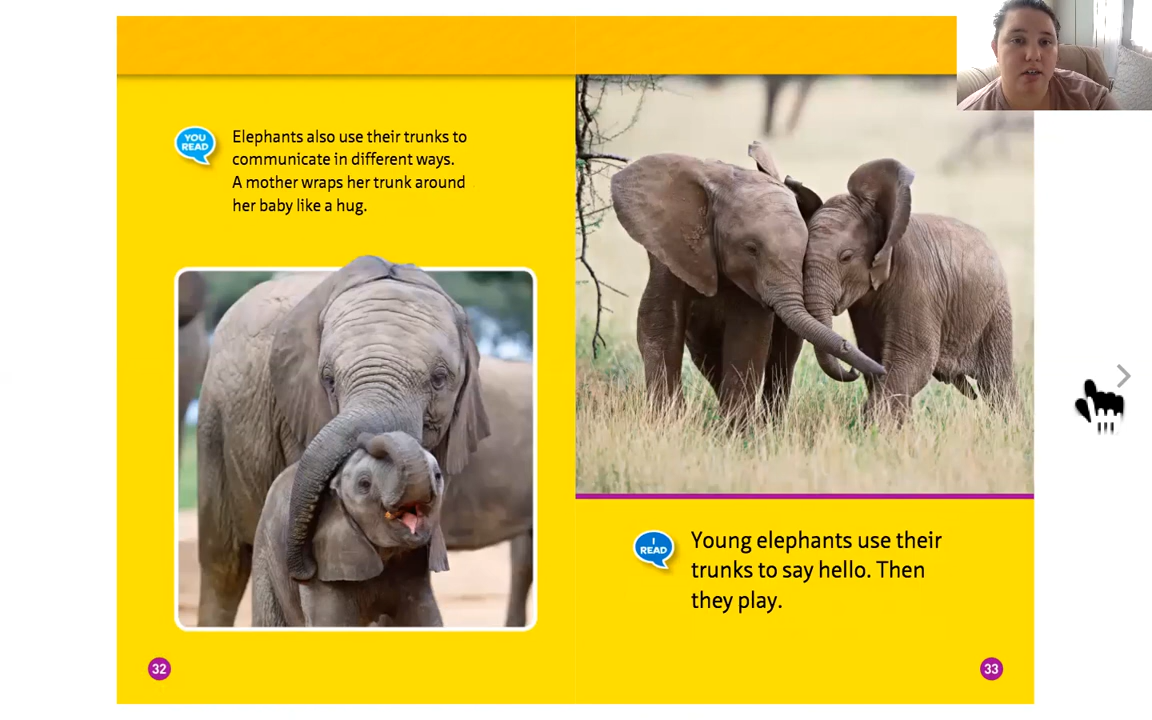 YOU
READ
Elephants also use their trunks to
communicate in different ways.
A mother wraps her trunk around
her baby like a hug.
I
READ
Young elephants use their
trunks to say hello. Then
they play.
32
33